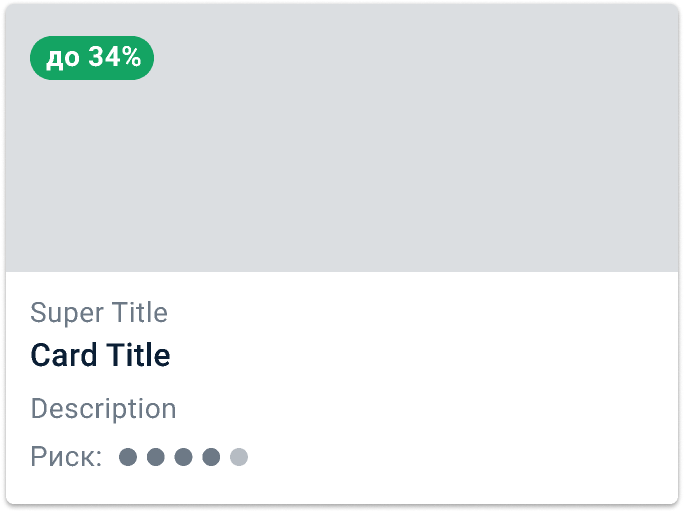 до 34%
Super Title
Card Title
Description
Риск: